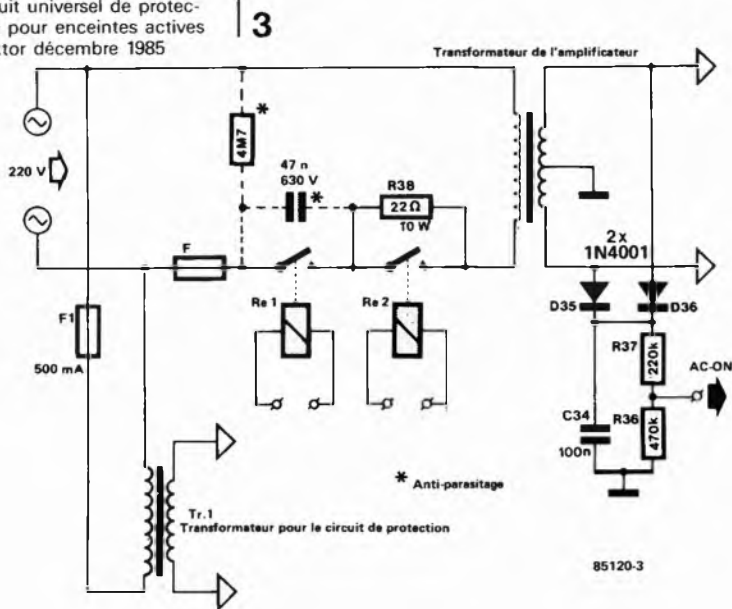 uit universel de protec-
pour enceintes actives
tor décembre 1985
3
Transformateur de l'amplificateur
220 V
4M7
*
47 n
630 V
*
R38
22Ω
10 W
F
Re 1
Re 2
F1
500 mA
2x
1N4001
D35
D36
R37
220k
AC-ON
R36
470k
C34
100n
* Anti-parasitage
Tr.1
Transformateur pour le circuit de protection
85120-3